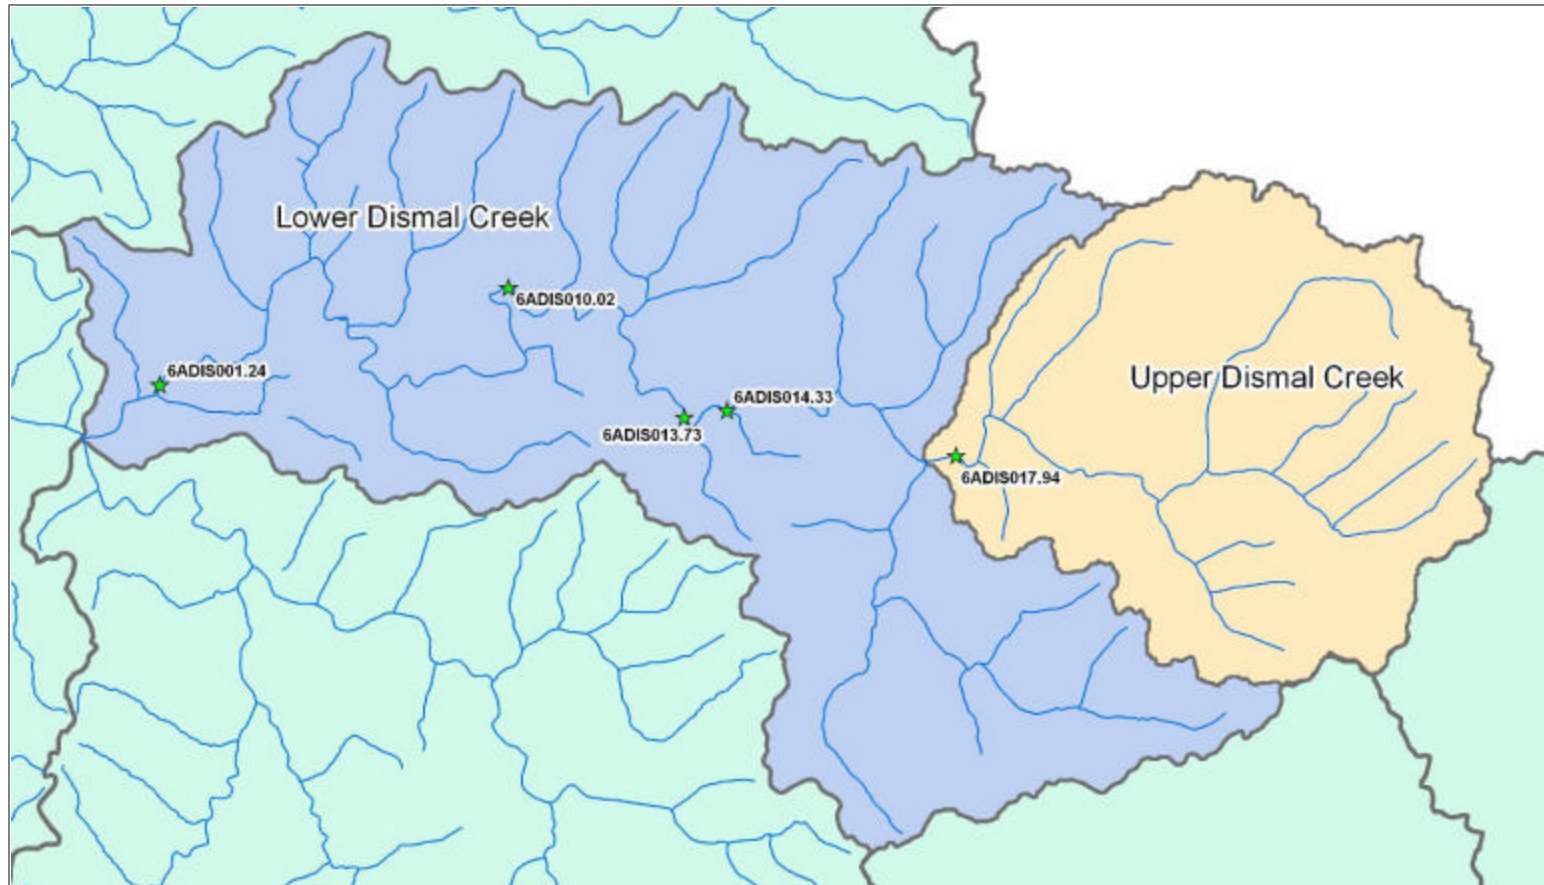 Lower Dismal Creek
6ADIS010.02
6ADIS001.24
Upper Dismal Creek
6ADIS014.33
6ADIS013.73
6ADIS017.94